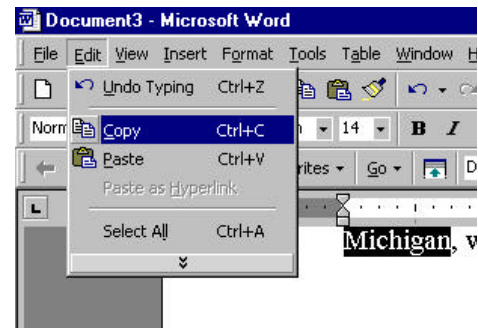 Document3 - Microsoft Word
File Edit View Insert Format Tools Table Window H
Undo Typing Ctrl+Z
Norm 14 B I
Copy Ctrl+C
Paste Ctrl+V
rites Go D
Paste as Hyperlink
Select All Ctrl+A
L
Michigan, w